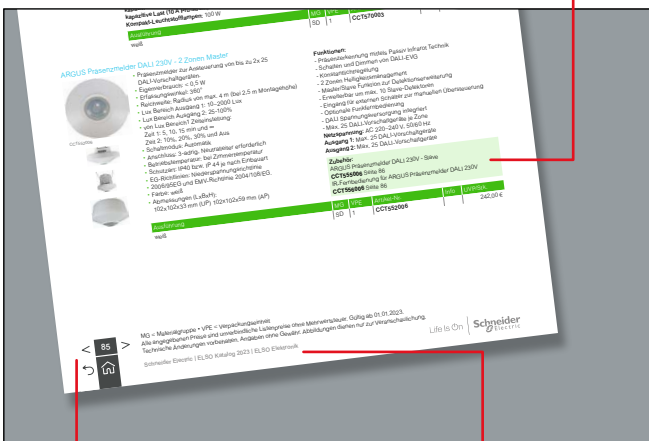 kapazitive Last (10 A
Kompakt-Leuchtstofflampen: 100 W
MG VPE
Ausführung
SD 1 CCT570003
weiß
ARGUS Präsenzmelder DALI 230V - 2 Zonen Master
- Präsenzmelder zur Ansteuerung von bis zu 2x 25
DALI-Vorschaltgeräten.
- Eigenverbrauch: < 0,5 W
- Erfassungswinkel: 360°
- Reichweite: Radius von max. 4 m (bei 2,5 m Montagehöhe)
- Lux Bereich Ausgang 1: 10–2000 Lux
- Lux Bereich Ausgang 2: 25-100%
- von Lux Bereich1 Zeiteinstellung:
Zeit 1: 5, 10, 15 min und ∞
Zeit 2: 10%, 20%, 30% und Aus
- Schaltmodus: Automatik
- Anschluss: 3-adrig; Neutralleiter erforderlich
- Betriebstemperatur: bei Zimmertemperatur
- Schutzart: IP40 bzw. IP 44 je nach Einbauart
- EG-Richtlinien: Niederspannungsrichtlinie
- 2006/95EG und EMV-Richtlinie 2004/108/EG.
- Farbe: weiß
- Abmessungen (LxBxH):
102x102x33 mm (UP) 102x102x59 mm (AP)
CCT552006
Funktionen:
- Präsenzerkennung mittels Passiv Infrarot Technik
- Schalten und Dimmen von DALI-EVG
- Konstantlichtregelung
- 2 Zonen Helligkeitsmanagement
- Master/Slave Funktion zur Detektionserweiterung
- Erweiterbar um max. 10 Slave-Detektoren
- Eingang für externen Schalter zur manuellen Übersteuerung
- Optionale Funkfernbedienung
- DALI Spannungsversorgung integriert
- Max. 25 DALI-Vorschaltgeräte je Zone
Netzspannung: AC 220–240 V, 50/60 Hz
Ausgang 1: Max. 25 DALI-Vorschaltgeräte
Ausgang 2: Max. 25 DALI-Vorschaltgeräte
Zubehör:
ARGUS Präsenzmelder DALI 230V - Slave
CCT555006 Seite 86
IR-Fernbedienung für ARGUS Präsenzmelder DALI 230V
CCT556006 Seite 86
Ausführung MG VPE Artikel-Nr. Info UVP/Stk.
weiß SD 1 CCT552006 242,00 €
< 85 >
MG = Materialgruppe • VPE = Verpackungseinheit
Alle angegebenen Preise sind unverbindliche Listenpreise ohne Mehrwertsteuer. Gültig ab 01.01.2023.
Technische Änderungen vorbehalten. Angaben ohne Gewähr. Abbildungen dienen nur zur Veranschaulichung.
Schneider Electric | ELSO Katalog 2023 | ELSO Elektronik
Life Is On | Schneider Electric